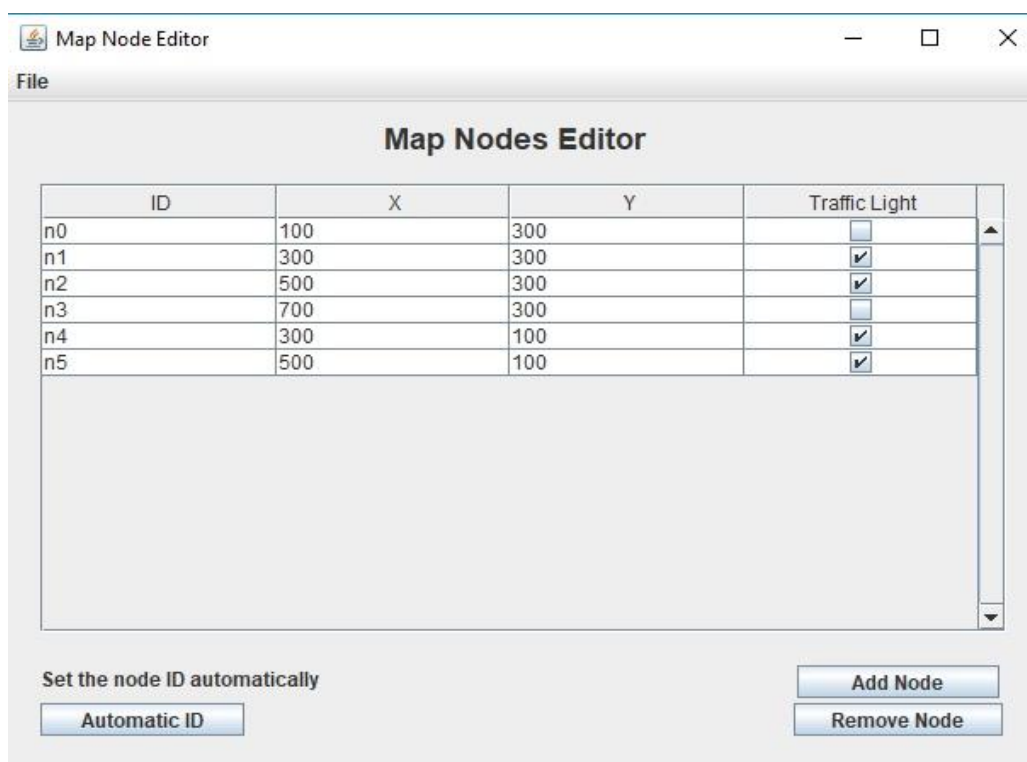 Map Node Editor
File
Map Nodes Editor
ID X Y Traffic Light
n0 100 300
n1 300 300
n2 500 300
n3 700 300
n4 300 100
n5 500 100
Set the node ID automatically
Add Node
Automatic ID Remove Node